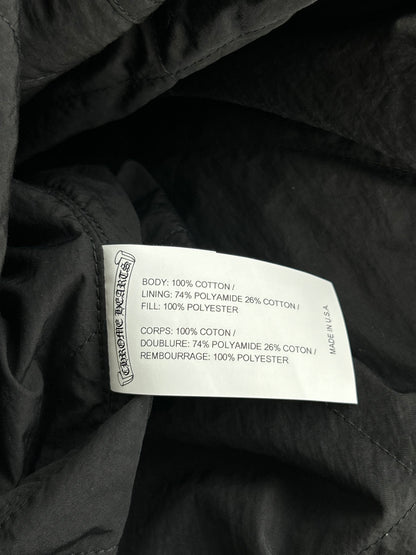 CHROME HEARTS
BODY: 100% COTTON /
LINING: 74% POLYAMIDE 26% COTTON /
FILL: 100% POLYESTER
CORPS: 100% COTON /
DOUBLURE: 74% POLYAMIDE 26% COTON /
REMBOURRAGE: 100% POLYESTER
MADE IN U.S.A